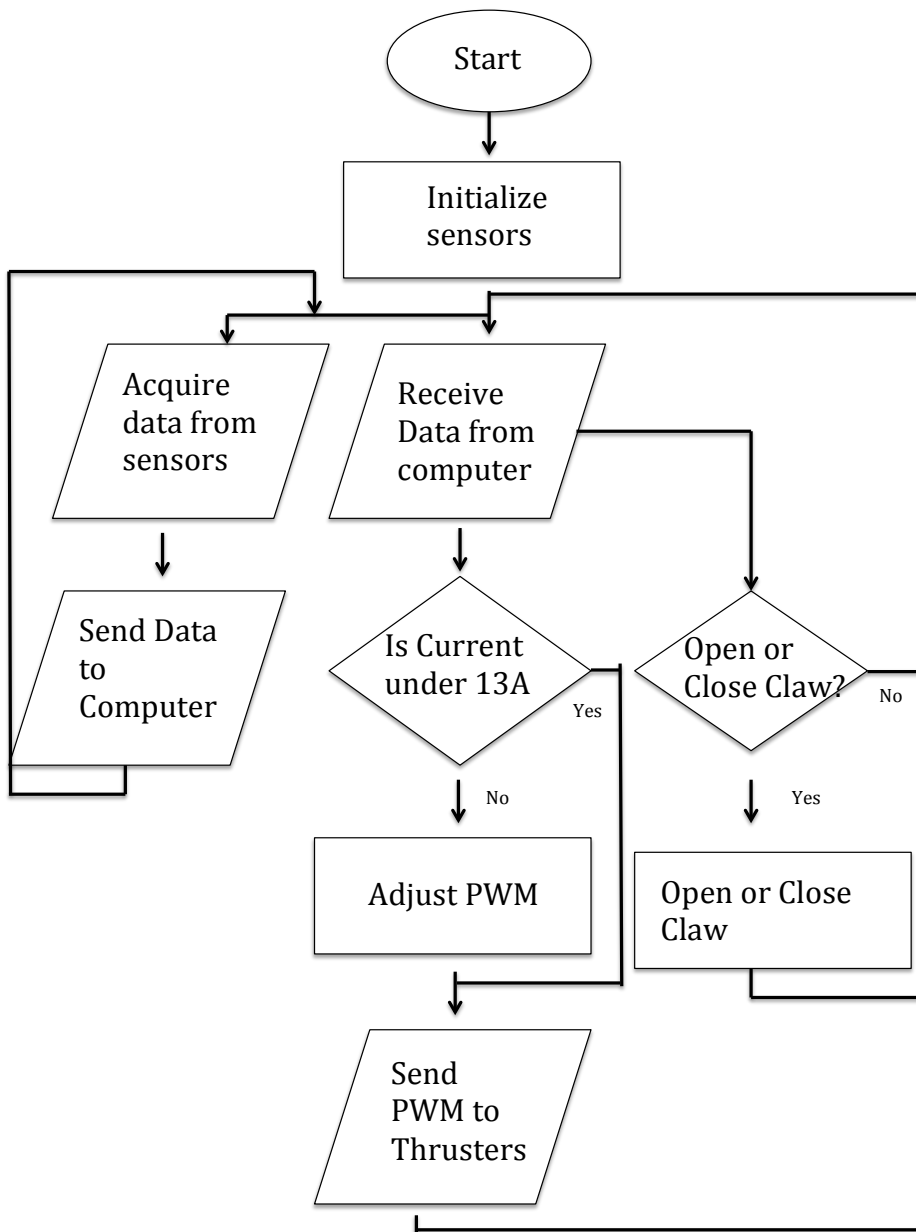 Start
Initialize
sensors
Acquire
data from
sensors
Receive
Data from
computer
Send Data
to
Computer
Is Current
under 13A
Yes
No
Open or
Close Claw?
No
Yes
Adjust PWM
Open or Close
Claw
Send
PWM to
Thrusters